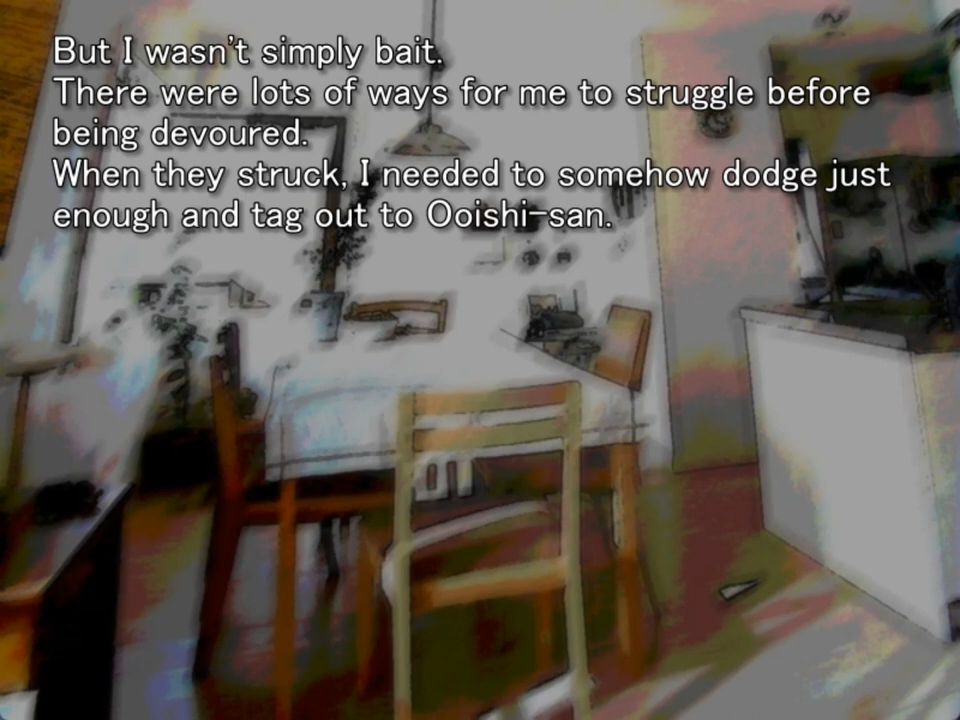 But I wasn't simply bait.
There were lots of ways for me to struggle before
being devoured.
When they struck, I needed to somehow dodge just
enough and tag out to Ooishi-san.